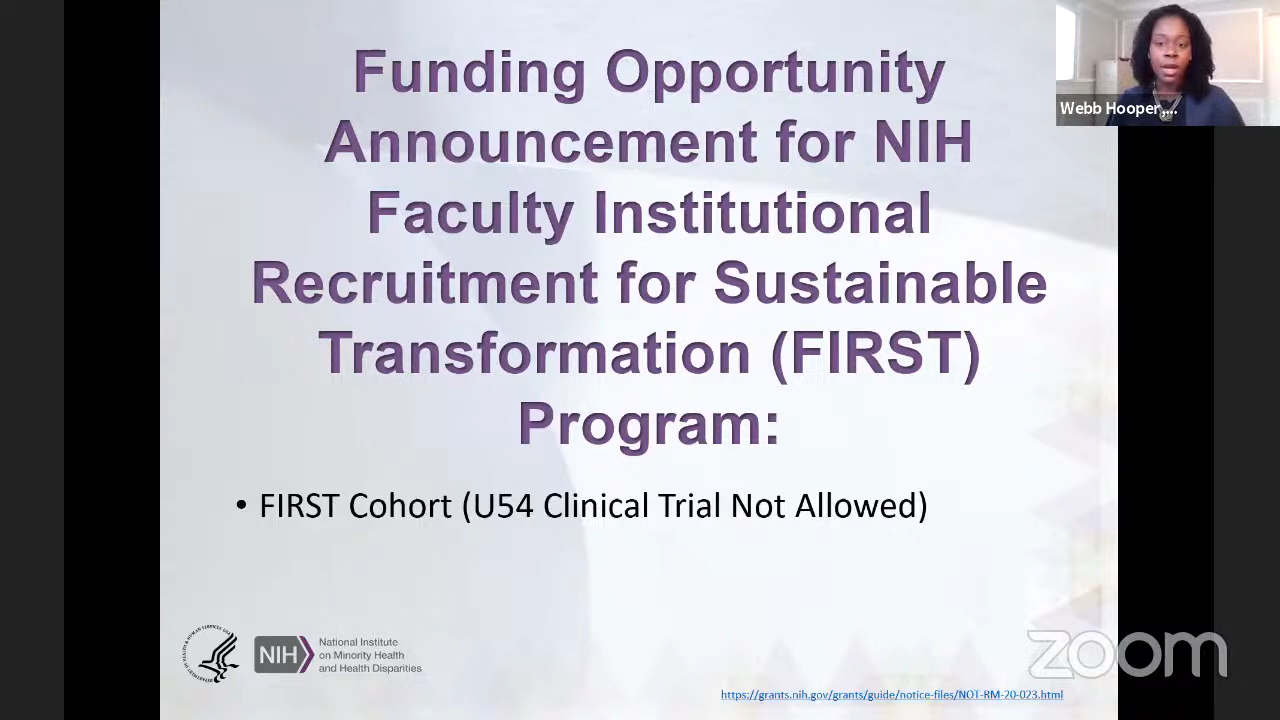 Funding Opportunity
Announcement for NIH
Faculty Institutional
Recruitment for Sustainable
Transformation (FIRST)
Program:
• FIRST Cohort (U54 Clinical Trial Not Allowed)
Webb Hooper,...
NIH
National Institute
on Minority Health
and Health Disparities
https://grants.nih.gov/grants/guide/notice-files/NOT-RM-20-023.html
zoom